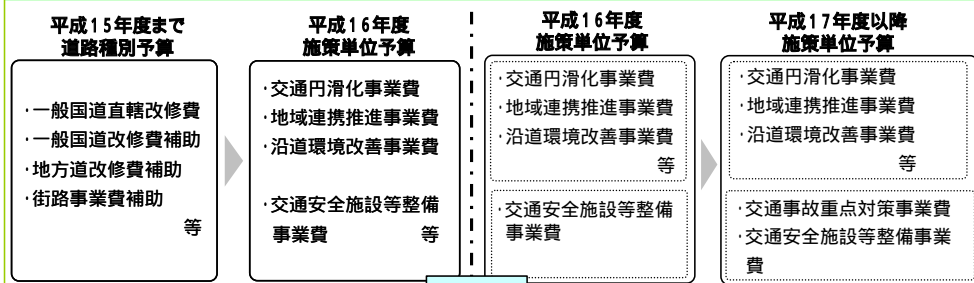 平成15年度まで
道路種別予算
・一般国道直轄改修費
・一般国道改修費補助
・地方道改修費補助
・街路事業費補助
等
平成16年度
施策単位予算
・交通円滑化事業費
・地域連携推進事業費
・沿道環境改善事業費
・交通安全施設等整備
事業費 等
平成16年度
施策単位予算
・交通円滑化事業費
・地域連携推進事業費
・沿道環境改善事業費
等
・交通安全施設等整備
事業費
平成17年度以降
施策単位予算
・交通円滑化事業費
・地域連携推進事業費
・沿道環境改善事業費
等
・交通事故重点対策事業費
・交通安全施設等整備事業
費